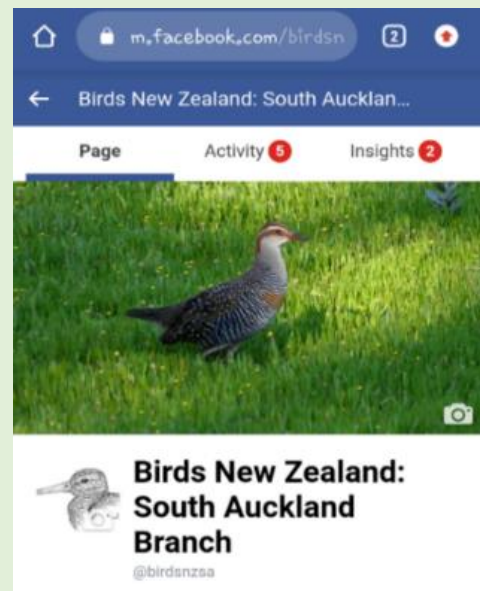 m.facebook.com/birdsn
2
Birds New Zealand: South Aucklan...
Page Activity 5 Insights 2
Birds New Zealand:
South Auckland
Branch
@birdsnzsa